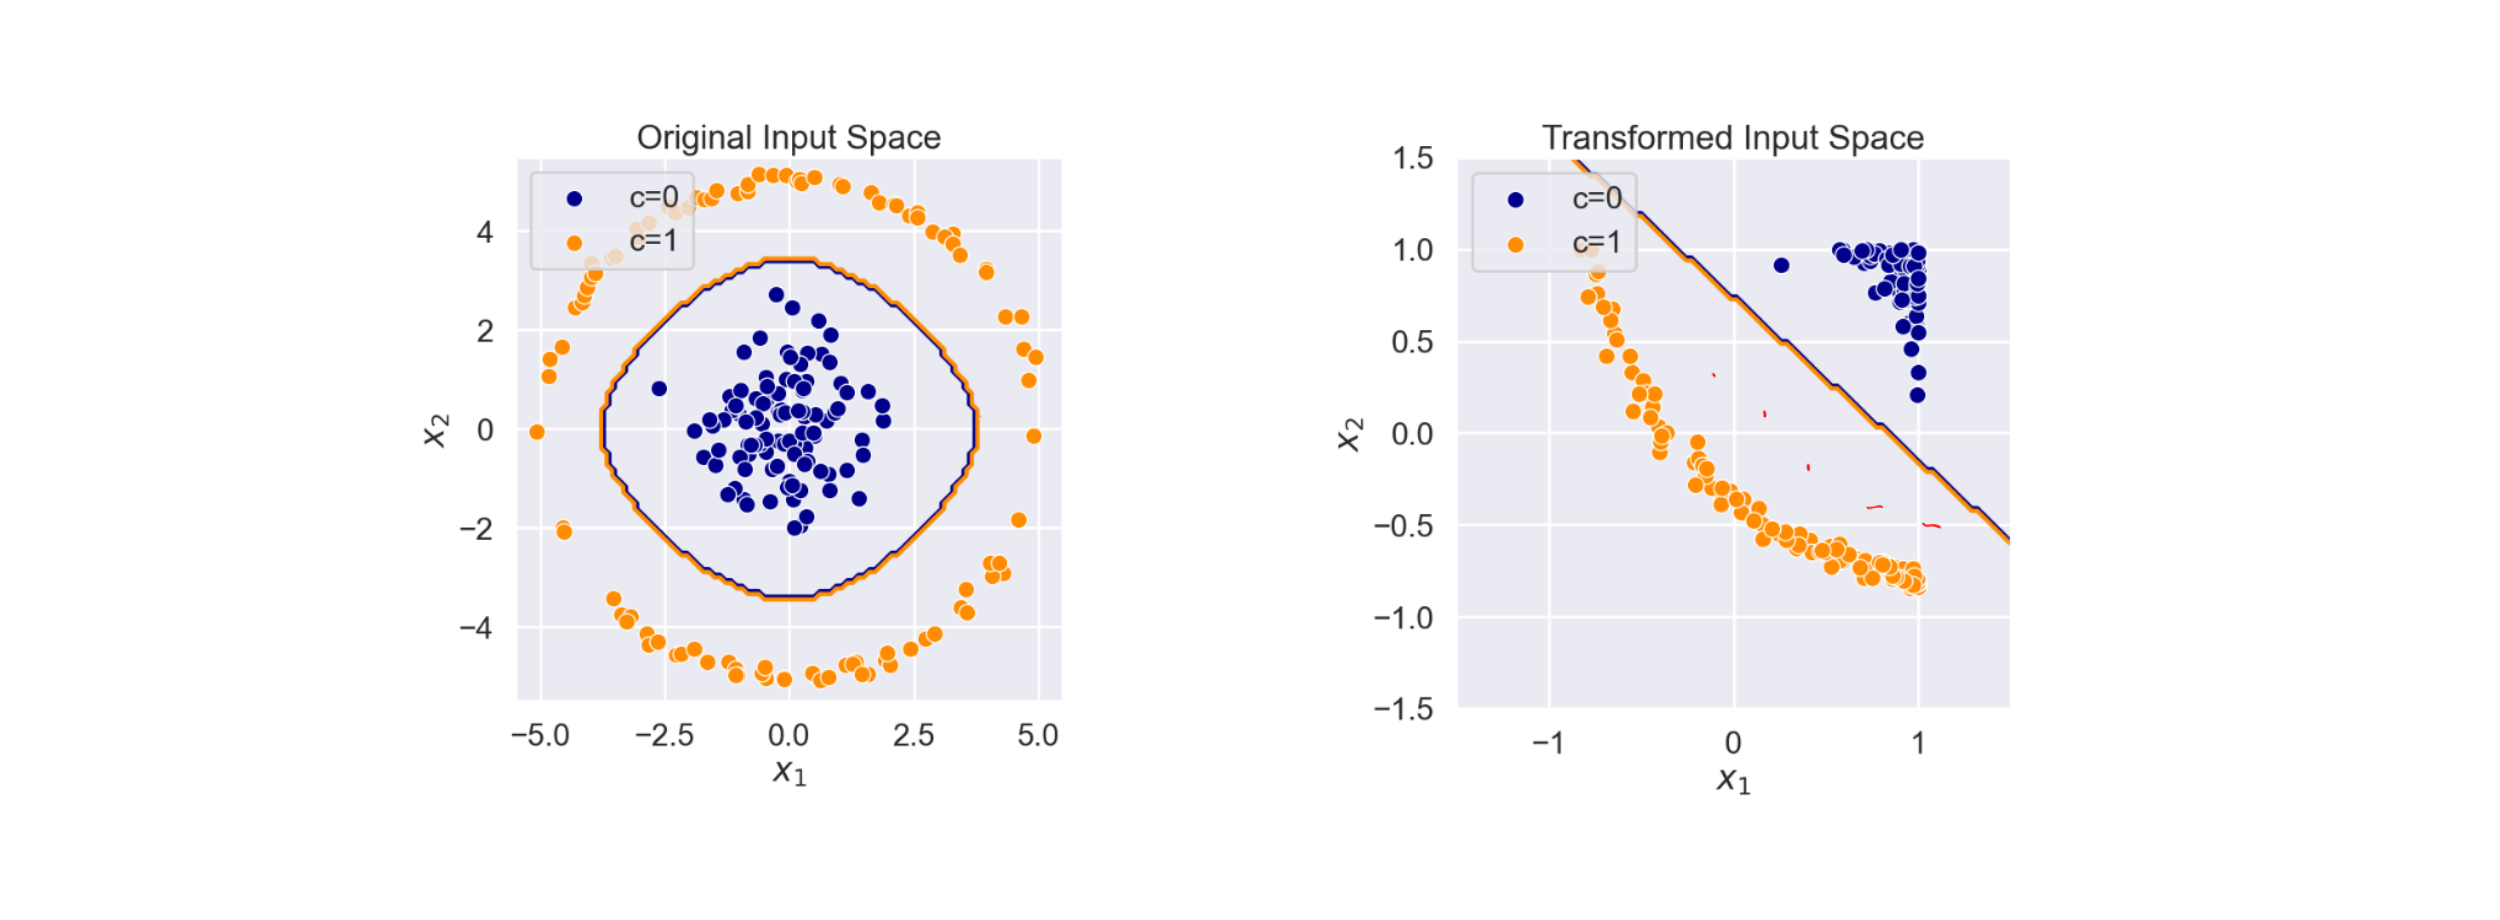 Original Input Space
c=0
c=1
4
2
0
−2
−4
x₂
−5.0 −2.5 0.0 2.5 5.0
x₁
Transformed Input Space
c=0
c=1
1.5
1.0
0.5
0.0
−0.5
−1.0
−1.5
x₂
−1 0 1
x₁